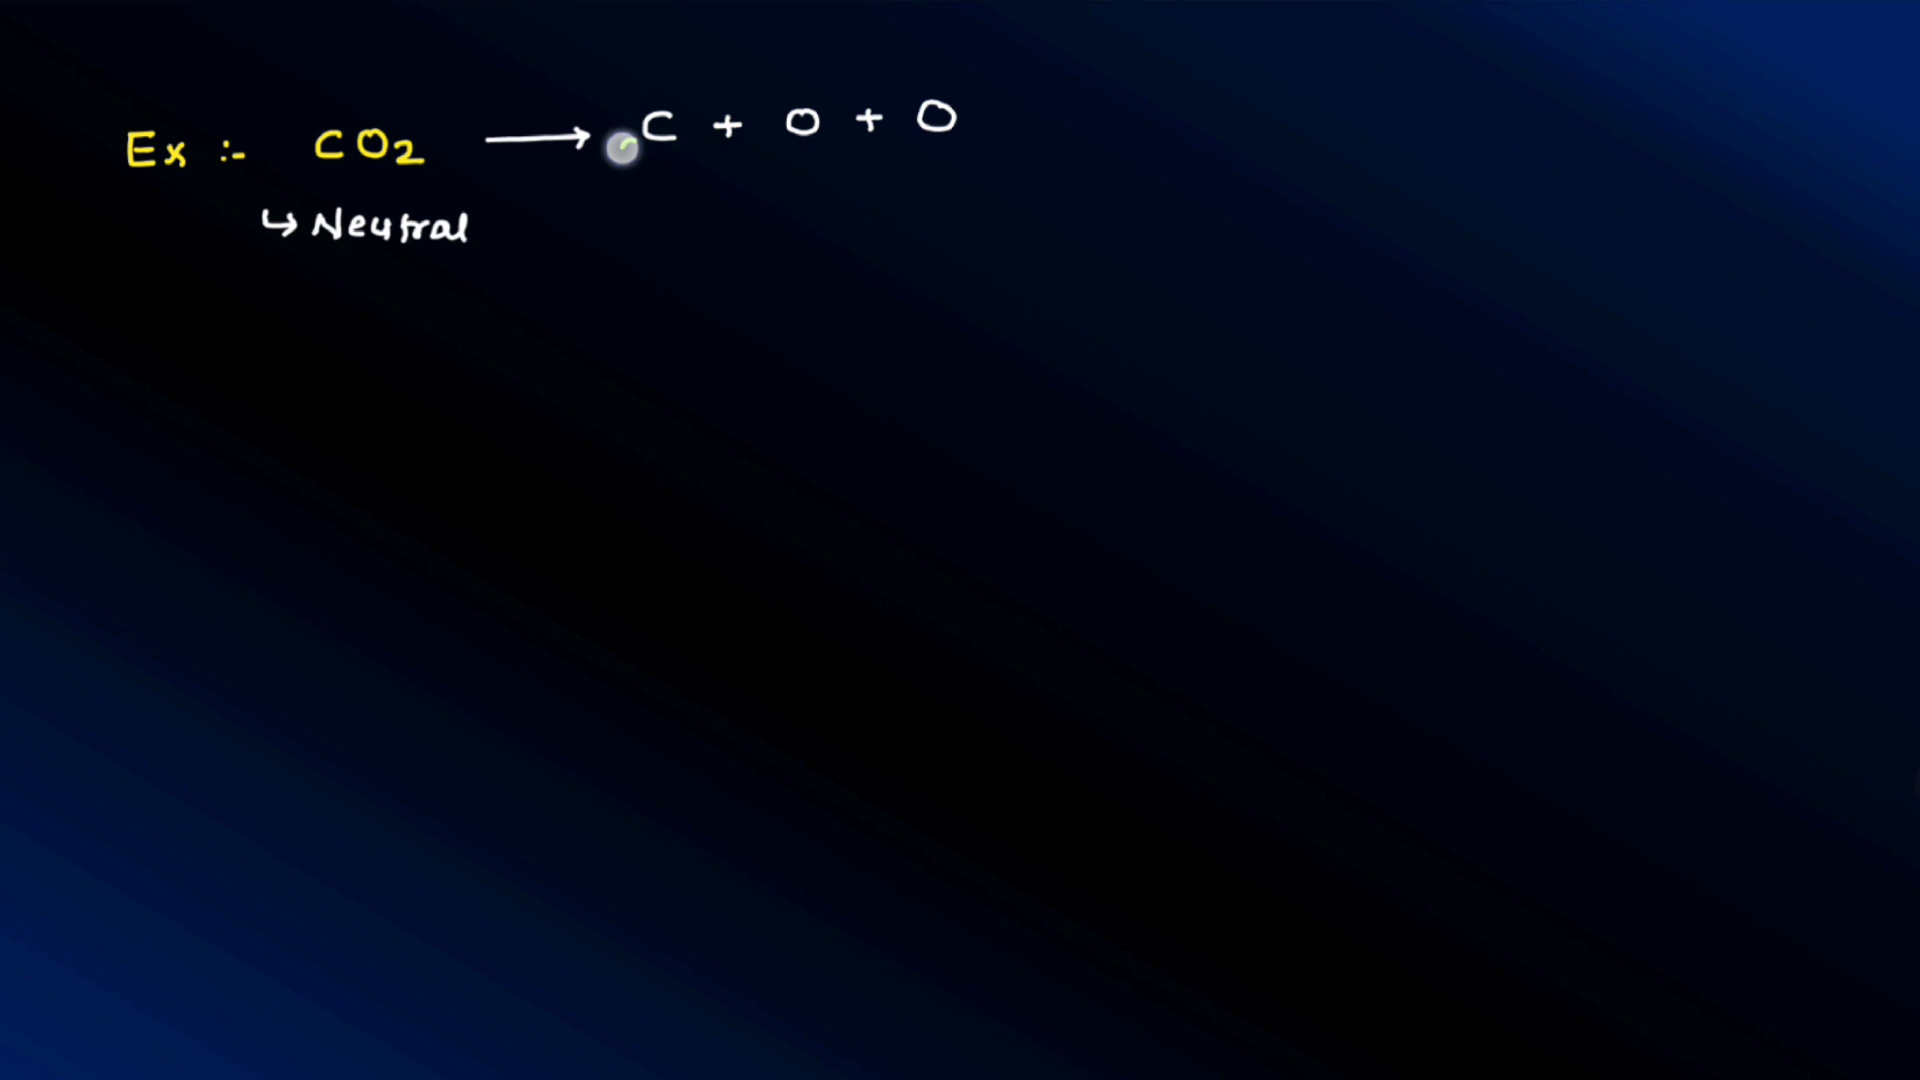 Ex :- CO₂ ⟶ C + O + O
↳ Neutral